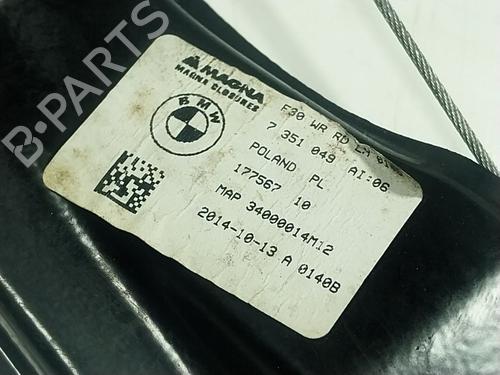 B-PARTS
MAGNA
MAGNA CLOSURES
BMW
F30 WR RD LH
7 351 049 AI:06
POLAND PL
177567 10
MAP 34000014M12
2014-10-13 A 0140B